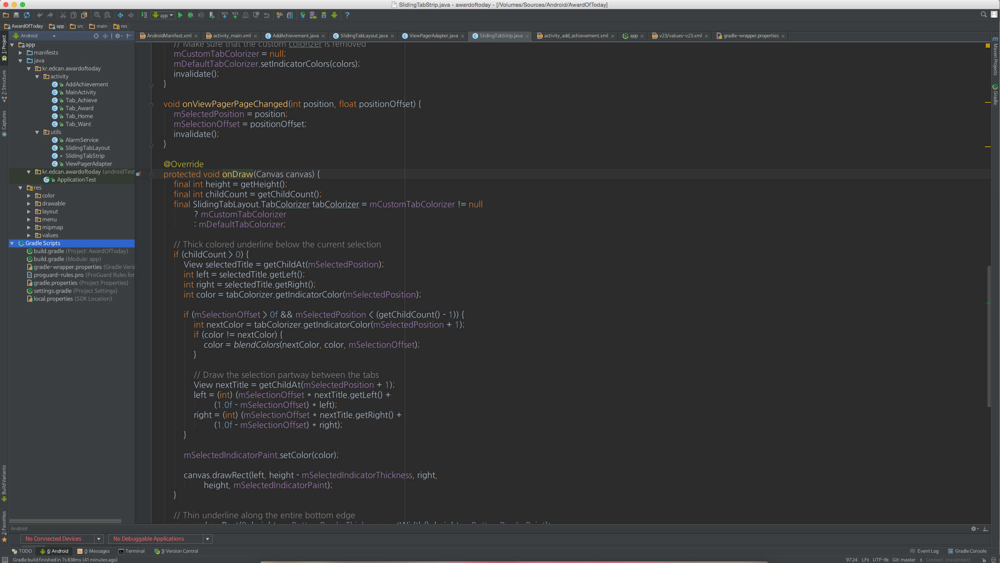 SlidingTabStrip.java - awardoftoday - [/Volumes/Sources/Android/AwardOfToday]
app
AwardOfToday app src main res
Android
AndroidManifest.xml activity_main.xml AddAchievement.java SlidingTabLayout.java ViewPagerAdapter.java SlidingTabStrip.java activity_add_achievement.xml app v23/values-v23.xml gradle-wrapper.properties
1: Project
7: Structure
Captures
Build Variants
2: Favorites
app
manifests
java
kr.edcan.awardoftoday
activity
AddAchievement
MainActivity
Tab_Achieve
Tab_Award
Tab_Home
Tab_Want
utils
AlarmService
SlidingTabLayout
SlidingTabStrip
ViewPagerAdapter
kr.edcan.awardoftoday (androidTest
ApplicationTest
res
color
drawable
layout
menu
mipmap
values
Gradle Scripts
build.gradle (Project: AwardOfToday)
build.gradle (Module: app)
gradle-wrapper.properties (Gradle Versi
proguard-rules.pro (ProGuard Rules for
gradle.properties (Project Properties)
settings.gradle (Project Settings)
local.properties (SDK Location)
// Make sure that the custom colorizer is removed
mCustomTabColorizer = null;
mDefaultTabColorizer.setIndicatorColors(colors);
invalidate();
}
void onViewPagerPageChanged(int position, float positionOffset) {
mSelectedPosition = position;
mSelectionOffset = positionOffset;
invalidate();
}
@Override
protected void onDraw(Canvas canvas) {
final int height = getHeight();
final int childCount = getChildCount();
final SlidingTabLayout.TabColorizer tabColorizer = mCustomTabColorizer != null
? mCustomTabColorizer
: mDefaultTabColorizer;
// Thick colored underline below the current selection
if (childCount > 0) {
View selectedTitle = getChildAt(mSelectedPosition);
int left = selectedTitle.getLeft();
int right = selectedTitle.getRight();
int color = tabColorizer.getIndicatorColor(mSelectedPosition);
if (mSelectionOffset > 0f && mSelectedPosition < (getChildCount() - 1)) {
int nextColor = tabColorizer.getIndicatorColor(mSelectedPosition + 1);
if (color != nextColor) {
color = blendColors(nextColor, color, mSelectionOffset);
}
// Draw the selection partway between the tabs
View nextTitle = getChildAt(mSelectedPosition + 1);
left = (int) (mSelectionOffset * nextTitle.getLeft() +
(1.0f - mSelectionOffset) * left);
right = (int) (mSelectionOffset * nextTitle.getRight() +
(1.0f - mSelectionOffset) * right);
}
mSelectedIndicatorPaint.setColor(color);
canvas.drawRect(left, height - mSelectedIndicatorThickness, right,
height, mSelectedIndicatorPaint);
}
// Thin underline along the entire bottom edge
Maven Projects
Gradle
Android
No Connected Devices No Debuggable Applications
TODO 6: Android 0: Messages Terminal 9: Version Control Event Log Gradle Console
Gradle build finished in 7s 838ms (41 minutes ago) 97:24 LF UTF-8 Git: master Context: (no context)